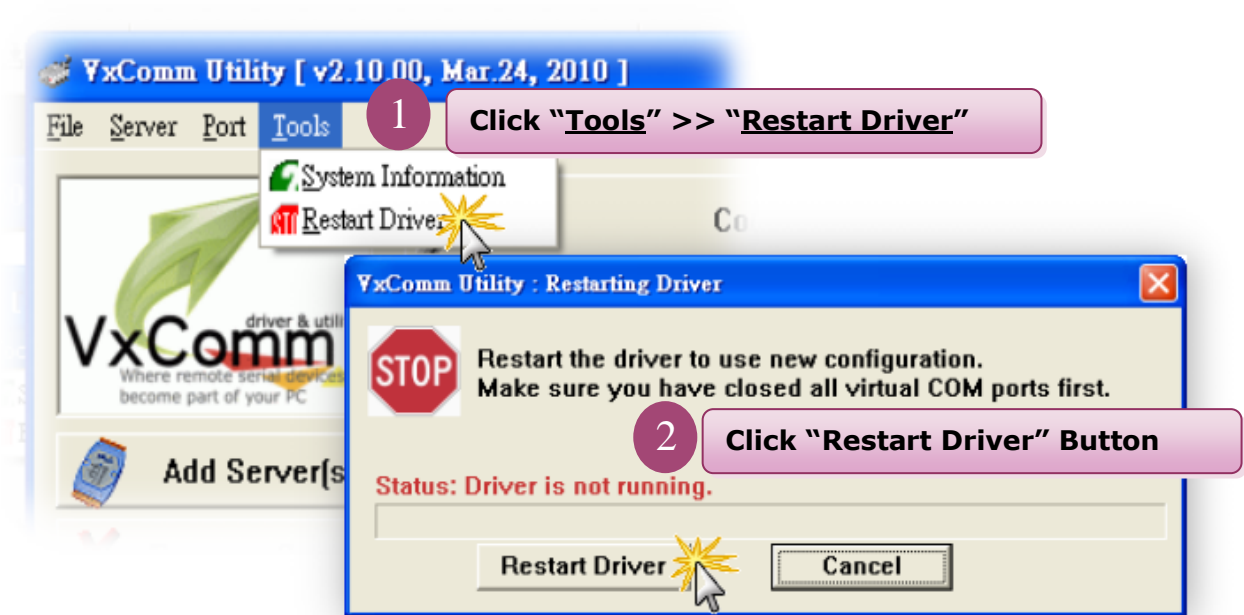 VxComm Utility [ v2.10.00, Mar.24, 2010 ]
File Server Port Tools
1
Click “Tools” >> “Restart Driver”
System Information
STO Restart Driver
Co
VxComm Utility : Restarting Driver
driver & utili
VxComm
Where remote serial devices
become part of your PC
STOP
Restart the driver to use new configuration.
Make sure you have closed all virtual COM ports first.
2
Click “Restart Driver” Button
Add Server(s
Status: Driver is not running.
Restart Driver
Cancel